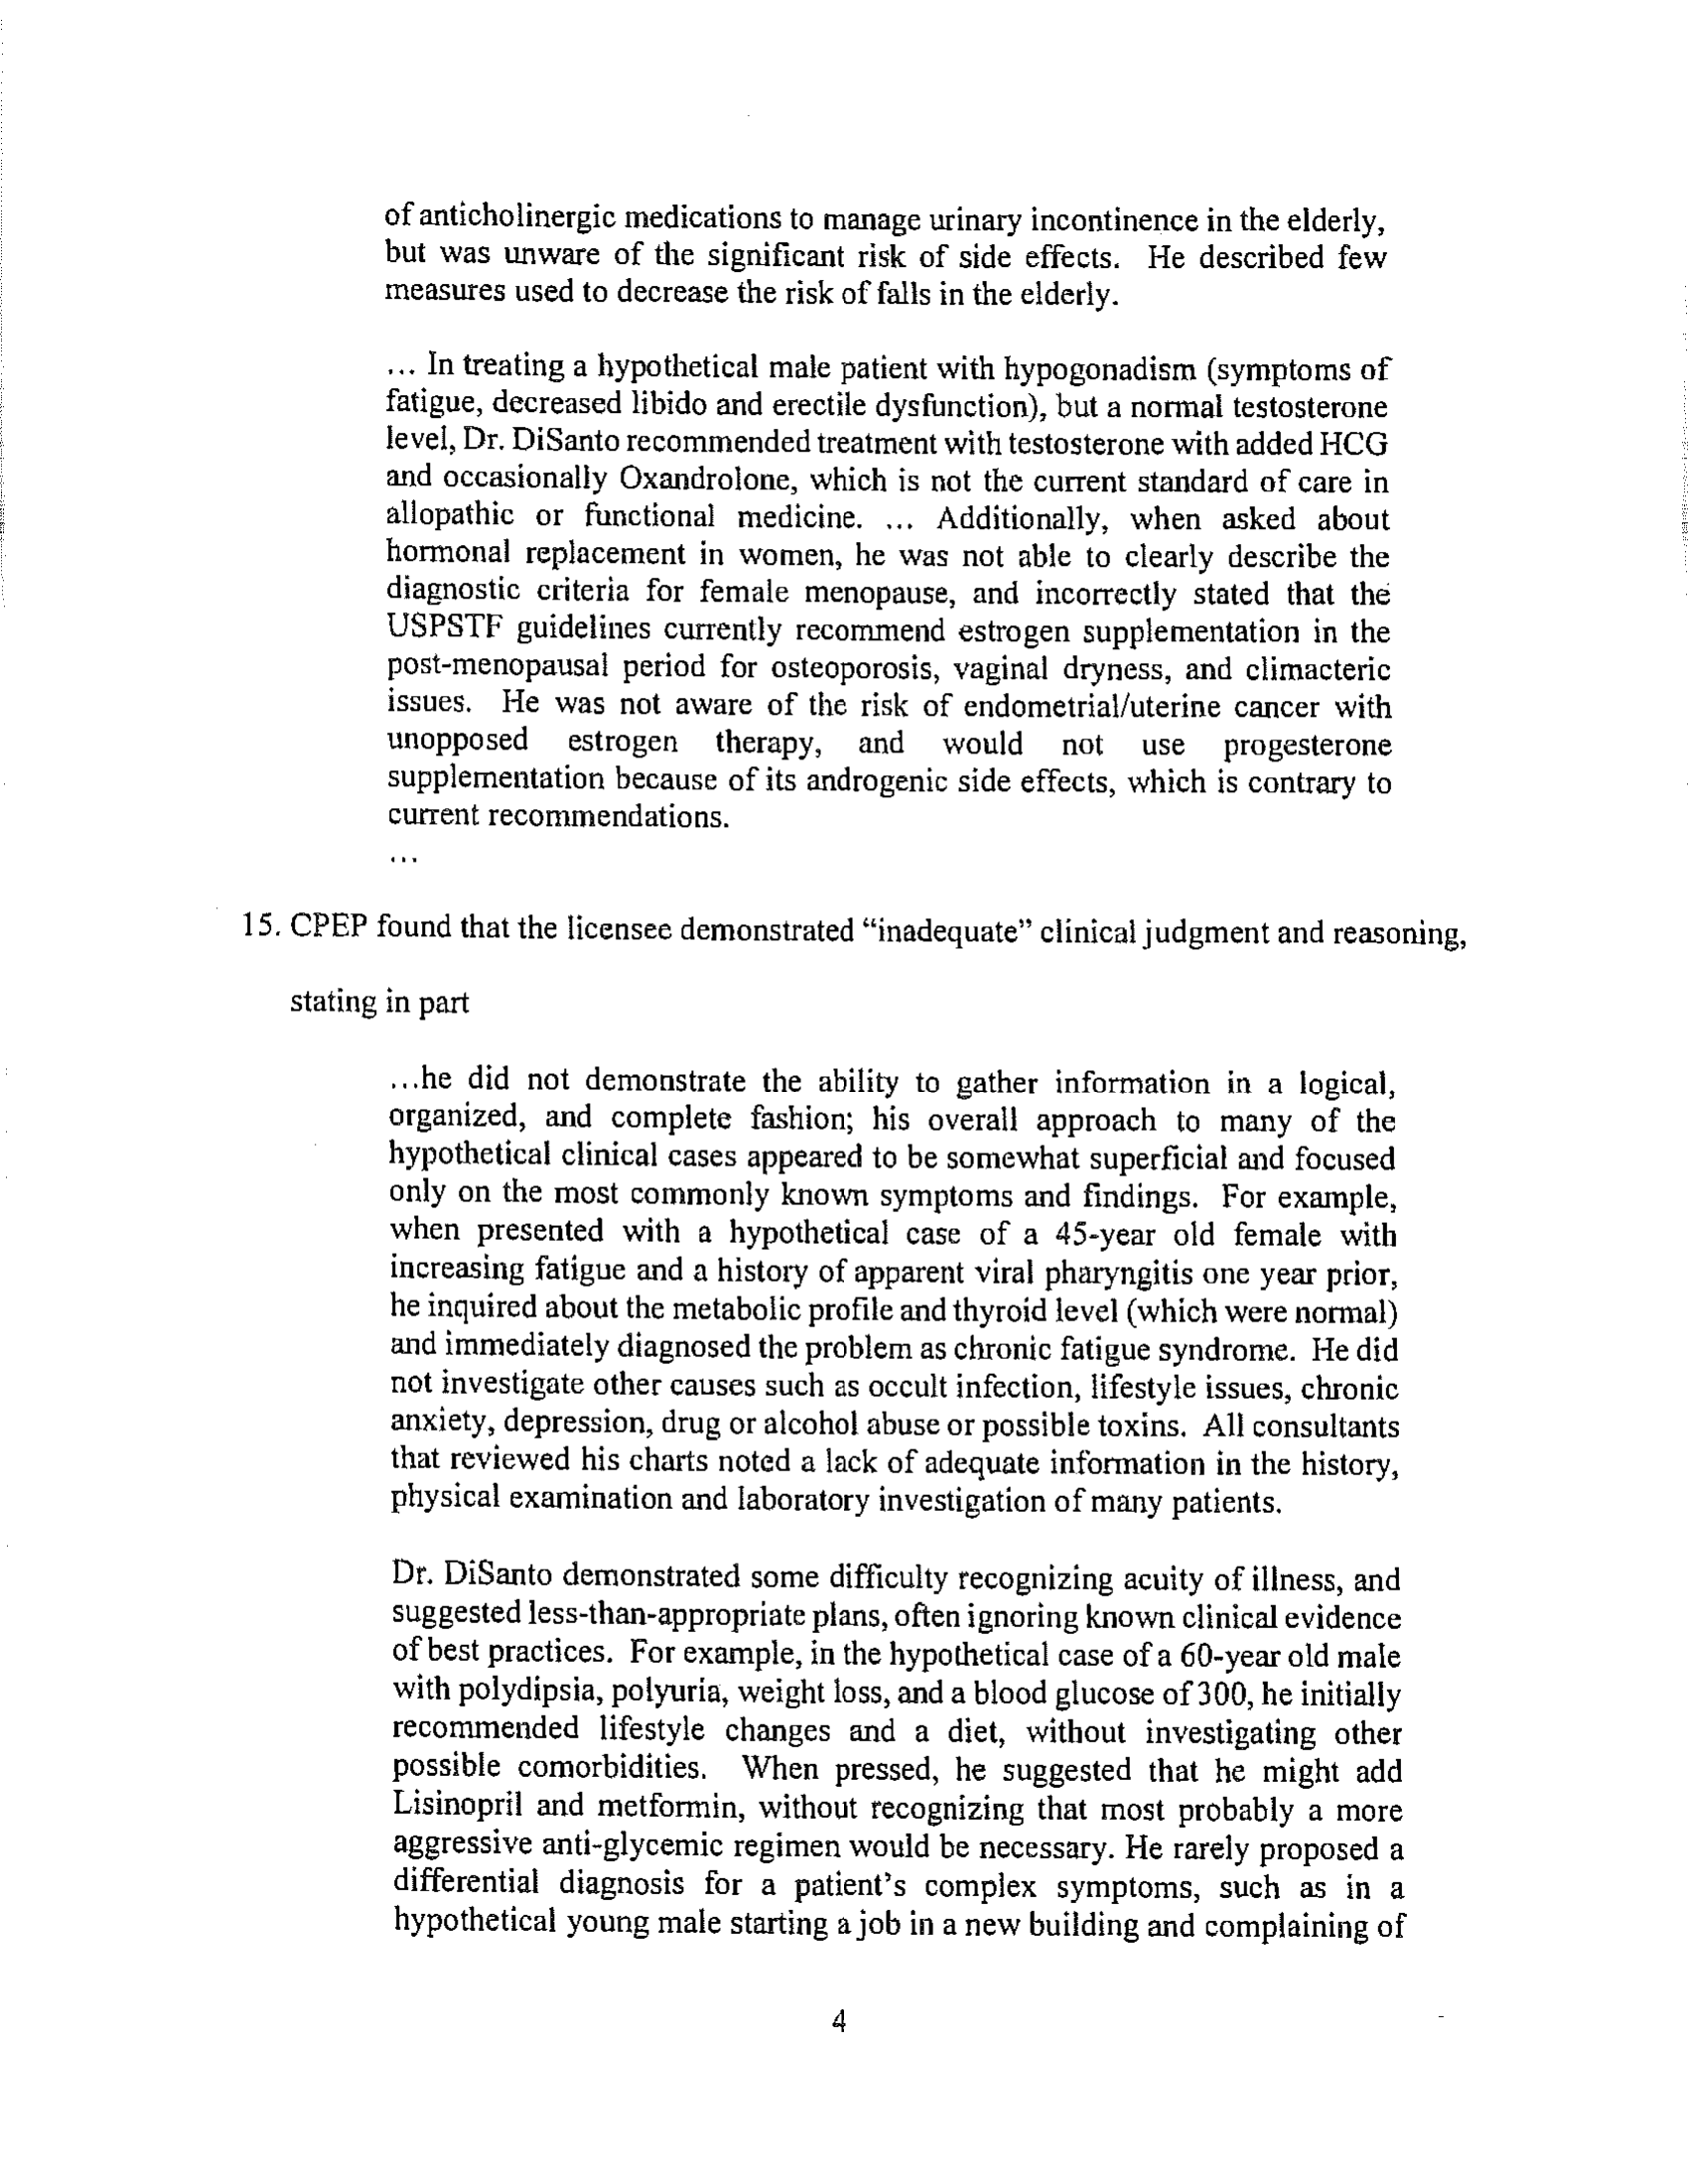 of anticholinergic medications to manage urinary incontinence in the elderly,
but was unware of the significant risk of side effects. He described few
measures used to decrease the risk of falls in the elderly.
... In treating a hypothetical male patient with hypogonadism (symptoms of
fatigue, decreased libido and erectile dysfunction), but a normal testosterone
level, Dr. DiSanto recommended treatment with testosterone with added HCG
and occasionally Oxandrolone, which is not the current standard of care in
allopathic or functional medicine. ... Additionally, when asked about
hormonal replacement in women, he was not able to clearly describe the
diagnostic criteria for female menopause, and incorrectly stated that the
USPSTF guidelines currently recommend estrogen supplementation in the
post-menopausal period for osteoporosis, vaginal dryness, and climacteric
issues. He was not aware of the risk of endometrial/uterine cancer with
unopposed estrogen therapy, and would not use progesterone
supplementation because of its androgenic side effects, which is contrary to
current recommendations.
...
15. CPEP found that the licensee demonstrated “inadequate” clinical judgment and reasoning,
stating in part
...he did not demonstrate the ability to gather information in a logical,
organized, and complete fashion; his overall approach to many of the
hypothetical clinical cases appeared to be somewhat superficial and focused
only on the most commonly known symptoms and findings. For example,
when presented with a hypothetical case of a 45-year old female with
increasing fatigue and a history of apparent viral pharyngitis one year prior,
he inquired about the metabolic profile and thyroid level (which were normal)
and immediately diagnosed the problem as chronic fatigue syndrome. He did
not investigate other causes such as occult infection, lifestyle issues, chronic
anxiety, depression, drug or alcohol abuse or possible toxins. All consultants
that reviewed his charts noted a lack of adequate information in the history,
physical examination and laboratory investigation of many patients.
Dr. DiSanto demonstrated some difficulty recognizing acuity of illness, and
suggested less-than-appropriate plans, often ignoring known clinical evidence
of best practices. For example, in the hypothetical case of a 60-year old male
with polydipsia, polyuria, weight loss, and a blood glucose of 300, he initially
recommended lifestyle changes and a diet, without investigating other
possible comorbidities. When pressed, he suggested that he might add
Lisinopril and metformin, without recognizing that most probably a more
aggressive anti-glycemic regimen would be necessary. He rarely proposed a
differential diagnosis for a patient's complex symptoms, such as in a
hypothetical young male starting a job in a new building and complaining of
4